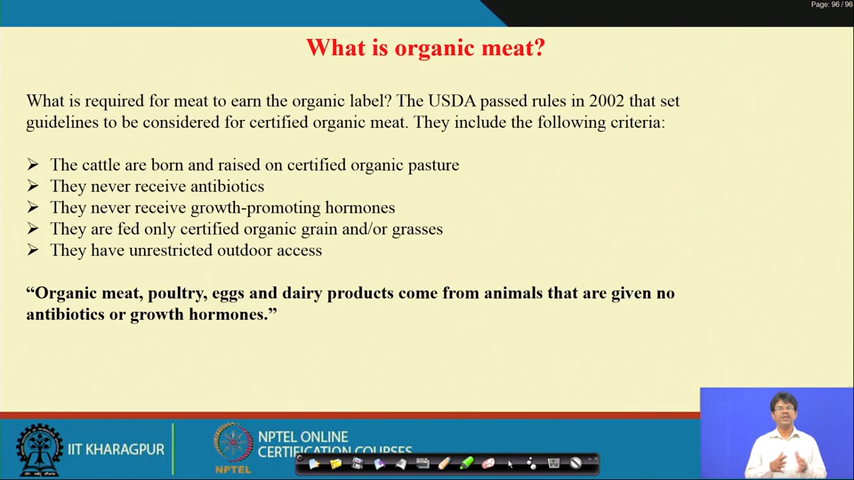 Page: 96 / 96
What is organic meat?
What is required for meat to earn the organic label? The USDA passed rules in 2002 that set
guidelines to be considered for certified organic meat. They include the following criteria:
➢ The cattle are born and raised on certified organic pasture
➢ They never receive antibiotics
➢ They never receive growth-promoting hormones
➢ They are fed only certified organic grain and/or grasses
➢ They have unrestricted outdoor access
“Organic meat, poultry, eggs and dairy products come from animals that are given no
antibiotics or growth hormones.”
IIT KHARAGPUR
NPTEL
NPTEL ONLINE
CERTIFICATION COURSES